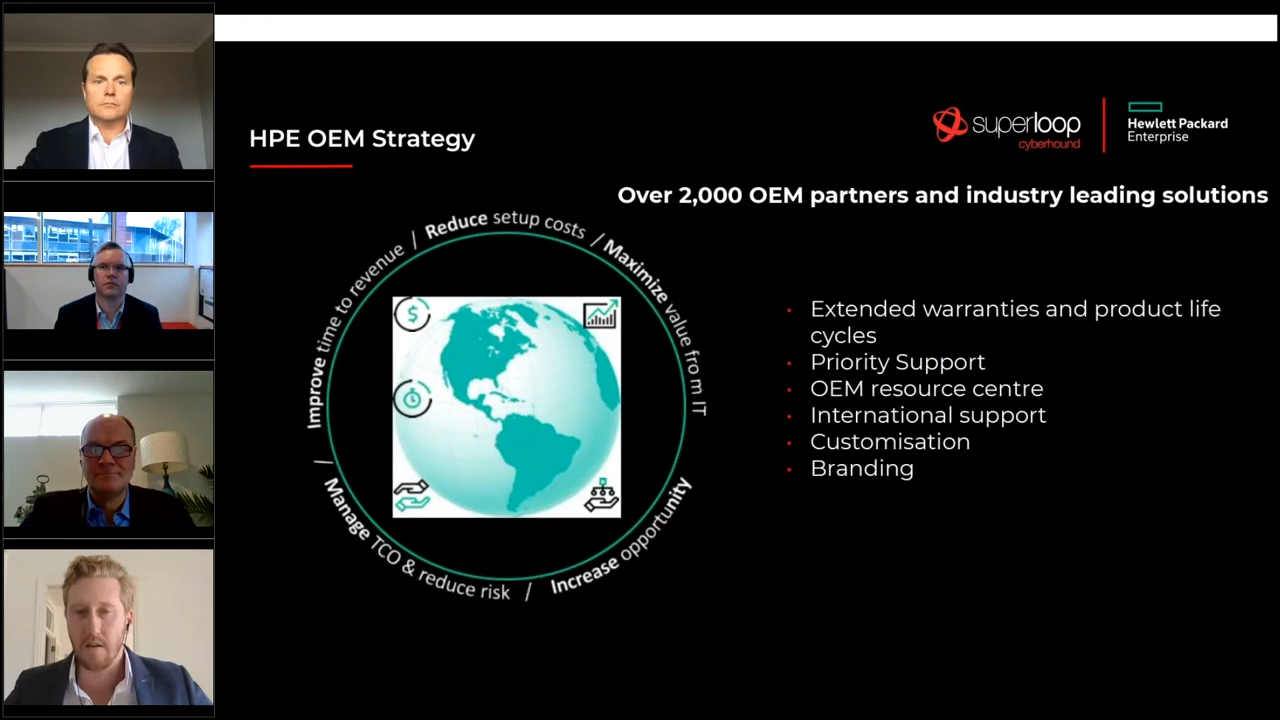 HPE OEM Strategy
superloop
cyberhound
Hewlett Packard
Enterprise
Over 2,000 OEM partners and industry leading solutions
Improve time to revenue / Reduce setup costs / Maximize value from IT
/ Manage TCO & reduce risk / Increase opportunity
$
• Extended warranties and product life
cycles
• Priority Support
• OEM resource centre
• International support
• Customisation
• Branding